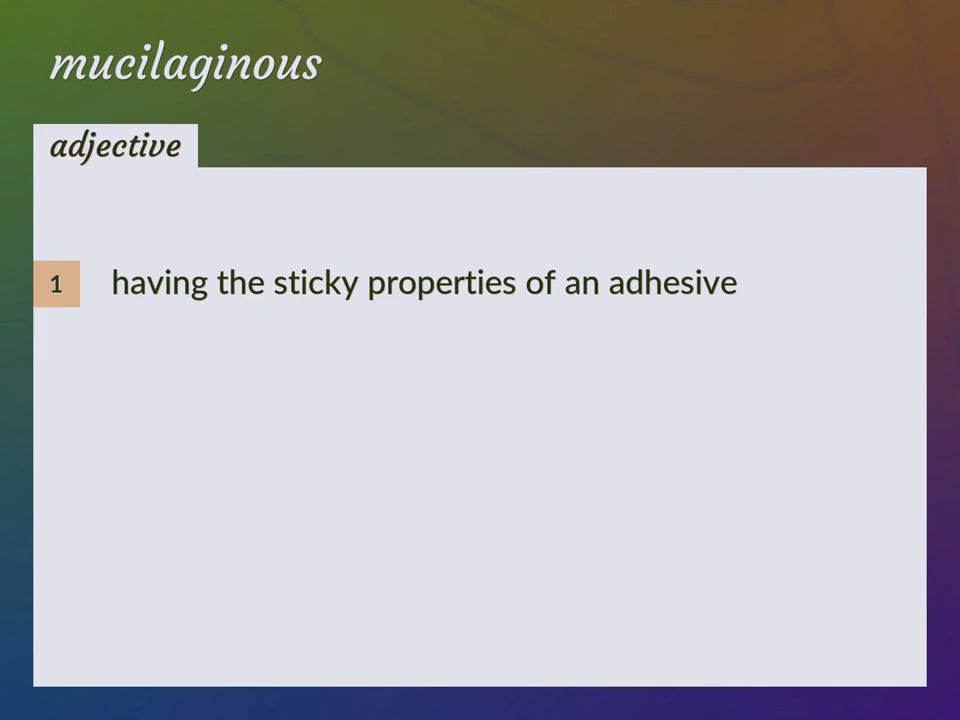 mucilaginous
adjective
1 having the sticky properties of an adhesive